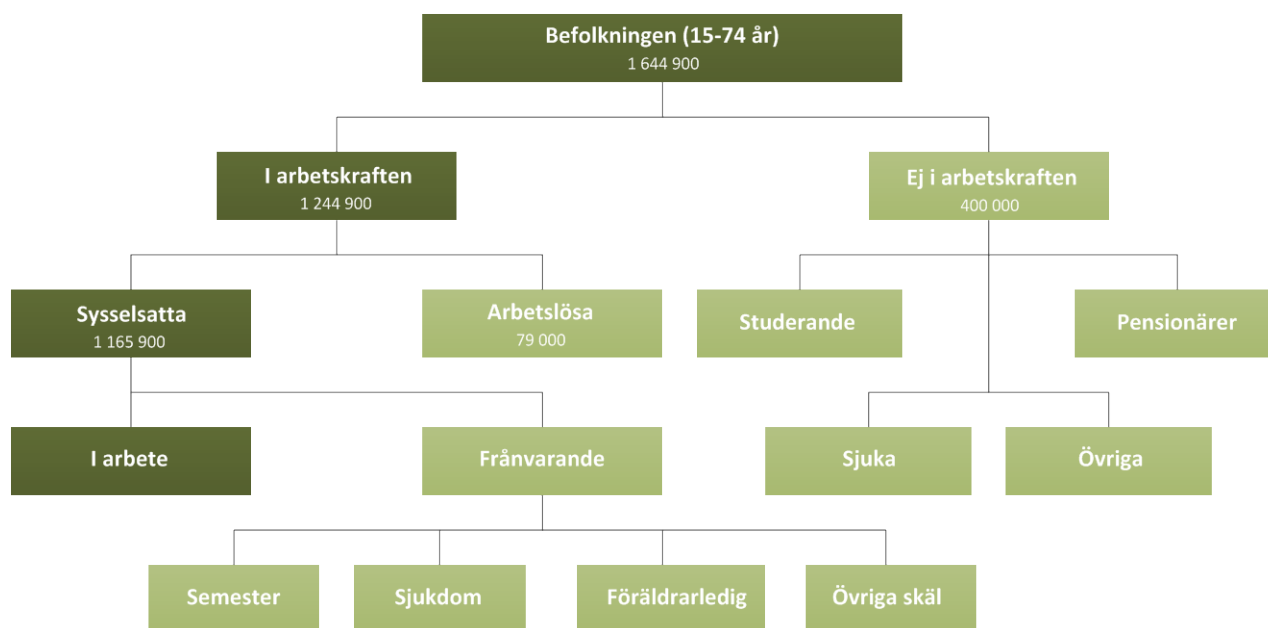 Befolkningen (15-74 år)
1 644 900
I arbetskraften
1 244 900
Ej i arbetskraften
400 000
Sysselsatta
1 165 900
Arbetslösa
79 000
Studerande
Pensionärer
I arbete
Frånvarande
Sjuka
Övriga
Semester
Sjukdom
Föräldrarledig
Övriga skäl